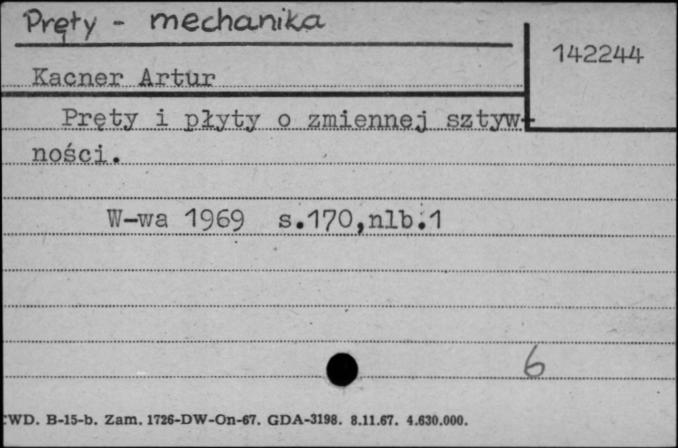 Pręty - mechanika
142244
Kacner Artur
Pręty i płyty o zmiennej sztyw-
ności.
W-wa 1969 s.170,nlb.1
6
WD. B-15-b. Zam. 1726-DW-On-67. GDA-3198. 8.11.67. 4.630.000.